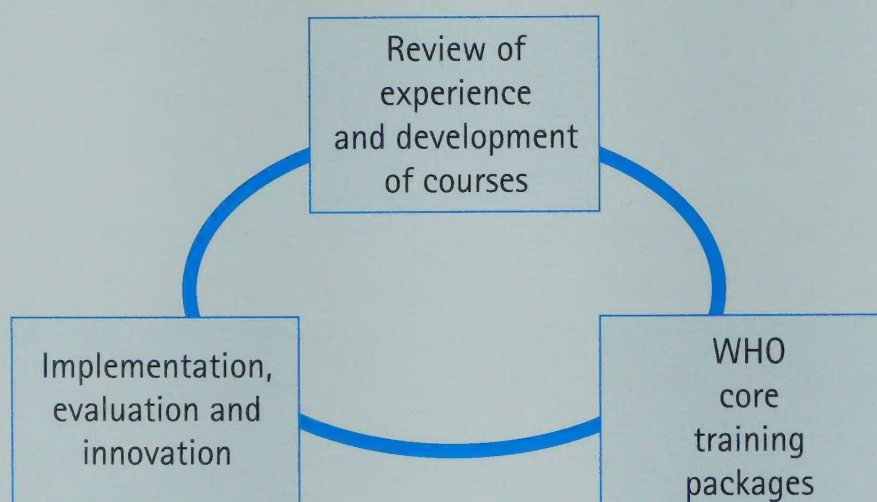 Review of
experience
and development
of courses
Implementation,
evaluation and
innovation
WHO
core
training
packages